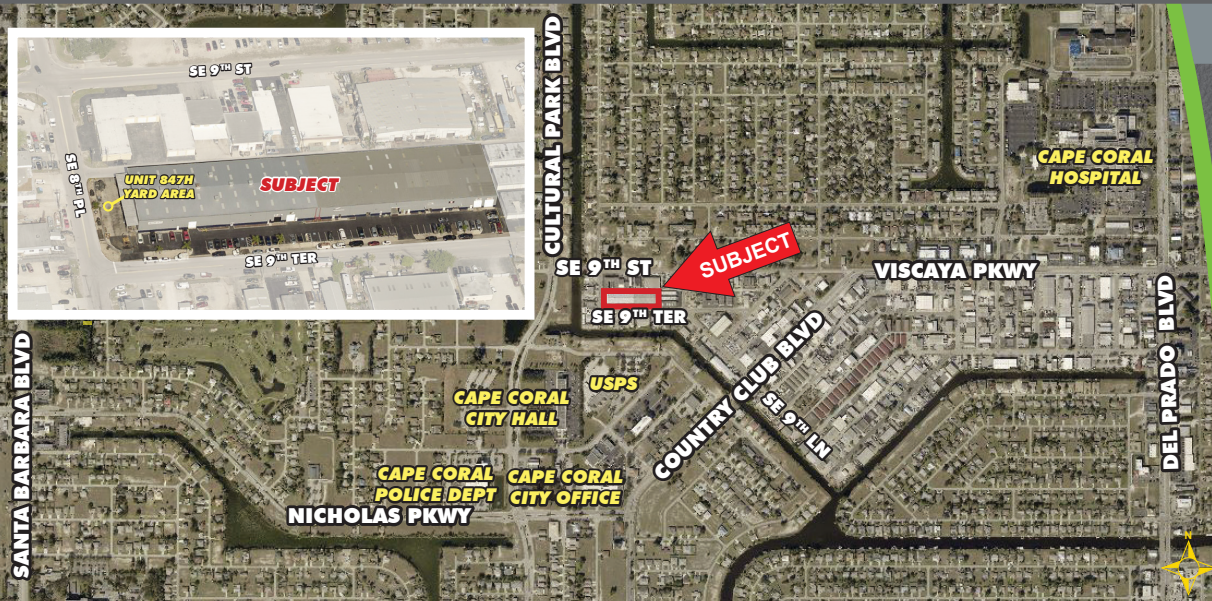 SE 9TH ST
SE 8TH PL
UNIT 847H
YARD AREA
SUBJECT
SE 9TH TER
CULTURAL PARK BLVD
CAPE CORAL
HOSPITAL
SUBJECT
SE 9TH ST
VISCAYA PKWY
SE 9TH TER
DEL PRADO BLVD
COUNTRY CLUB BLVD
SE 9TH LN
SANTA BARBARA BLVD
USPS
CAPE CORAL
CITY HALL
CAPE CORAL
POLICE DEPT
CAPE CORAL
CITY OFFICE
NICHOLAS PKWY
N